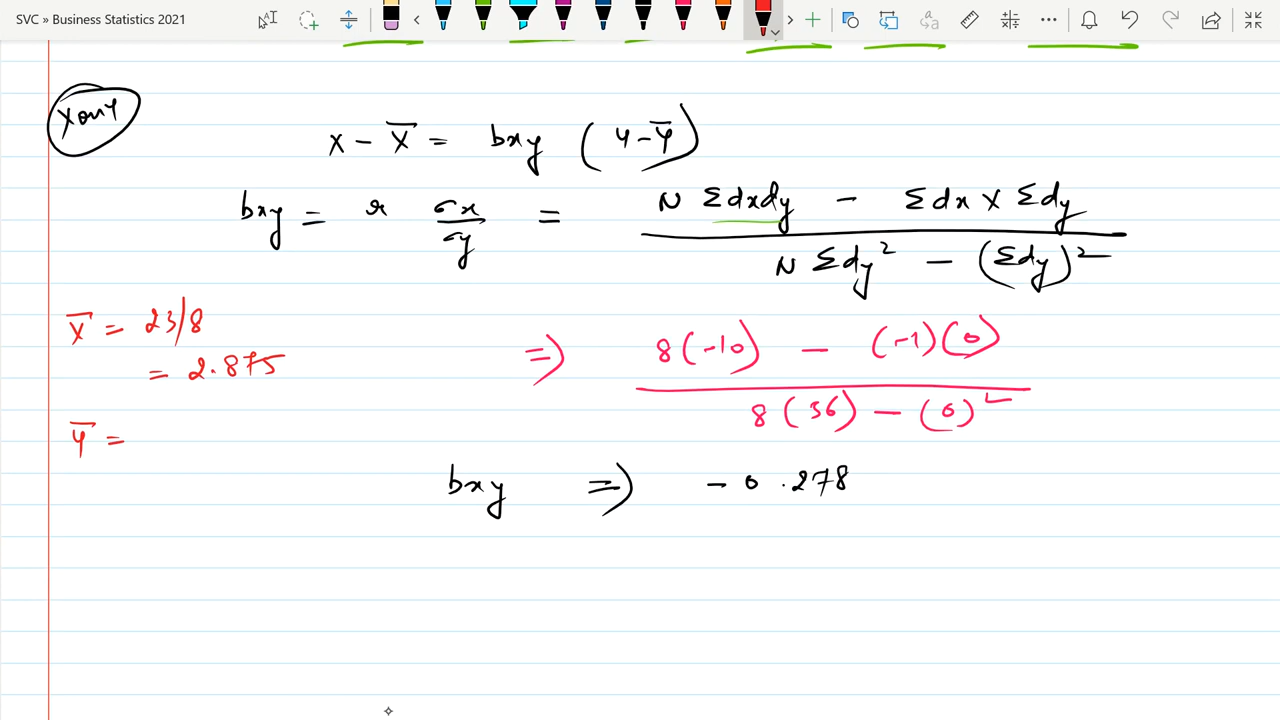 SVC » Business Statistics 2021
X on Y
X - X̅ = bxy (Y - Y̅)
bxy = r σx/σy = (N Σdxdy - Σdx X Σdy) / (N Σdy² - (Σdy)²)
X̅ = 23/8
= 2.875
=) (8(-10) - (-1)(0)) / (8(36) - (0)²)
Y̅ =
bxy =) -0.278